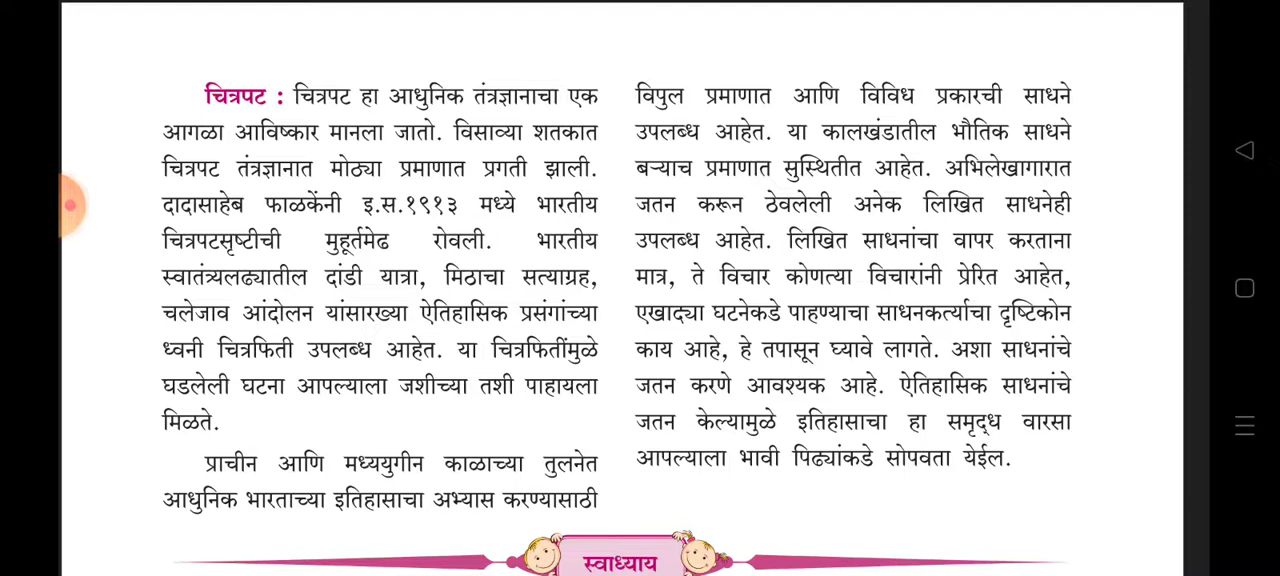 चित्रपट : चित्रपट हा आधुनिक तंत्रज्ञानाचा एक
आगळा आविष्कार मानला जातो. विसाव्या शतकात
चित्रपट तंत्रज्ञानात मोठ्या प्रमाणात प्रगती झाली.
दादासाहेब फाळकेंनी इ.स.१९१३ मध्ये भारतीय
चित्रपटसृष्टीची मुहूर्तमेढ रोवली. भारतीय
स्वातंत्र्यलढ्यातील दांडी यात्रा, मिठाचा सत्याग्रह,
चलेजाव आंदोलन यांसारख्या ऐतिहासिक प्रसंगांच्या
ध्वनी चित्रफिती उपलब्ध आहेत. या चित्रफितींमुळे
घडलेली घटना आपल्याला जशीच्या तशी पाहायला
मिळते.
प्राचीन आणि मध्ययुगीन काळाच्या तुलनेत
आधुनिक भारताच्या इतिहासाचा अभ्यास करण्यासाठी
विपुल प्रमाणात आणि विविध प्रकारची साधने
उपलब्ध आहेत. या कालखंडातील भौतिक साधने
बऱ्याच प्रमाणात सुस्थितीत आहेत. अभिलेखागारात
जतन करून ठेवलेली अनेक लिखित साधनेही
उपलब्ध आहेत. लिखित साधनांचा वापर करताना
मात्र, ते विचार कोणत्या विचारांनी प्रेरित आहेत,
एखाद्या घटनेकडे पाहण्याचा साधनकर्त्याचा दृष्टिकोन
काय आहे, हे तपासून घ्यावे लागते. अशा साधनांचे
जतन करणे आवश्यक आहे. ऐतिहासिक साधनांचे
जतन केल्यामुळे इतिहासाचा हा समृद्ध वारसा
आपल्याला भावी पिढ्यांकडे सोपवता येईल.
स्वाध्याय